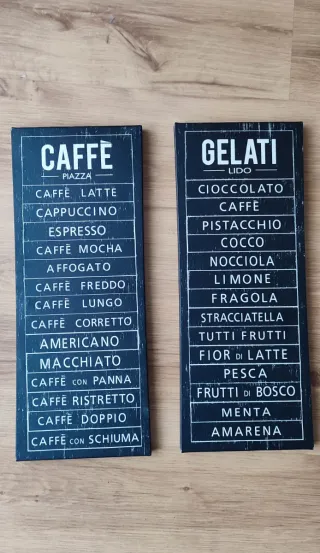 CAFFÈ
PIAZZA
CAFFÈ LATTE
CAPPUCCINO
ESPRESSO
CAFFÈ MOCHA
AFFOGATO
CAFFÈ FREDDO
CAFFÈ LUNGO
CAFFÈ CORRETTO
AMERICANO
MACCHIATO
CAFFÈ CON PANNA
CAFFÈ RISTRETTO
CAFFÈ DOPPIO
CAFFÈ CON SCHIUMA
GELATI
LIDO
CIOCCOLATO
CAFFÈ
PISTACCHIO
COCCO
NOCCIOLA
LIMONE
FRAGOLA
STRACCIATELLA
TUTTI FRUTTI
FIOR DI LATTE
PESCA
FRUTTI DI BOSCO
MENTA
AMARENA